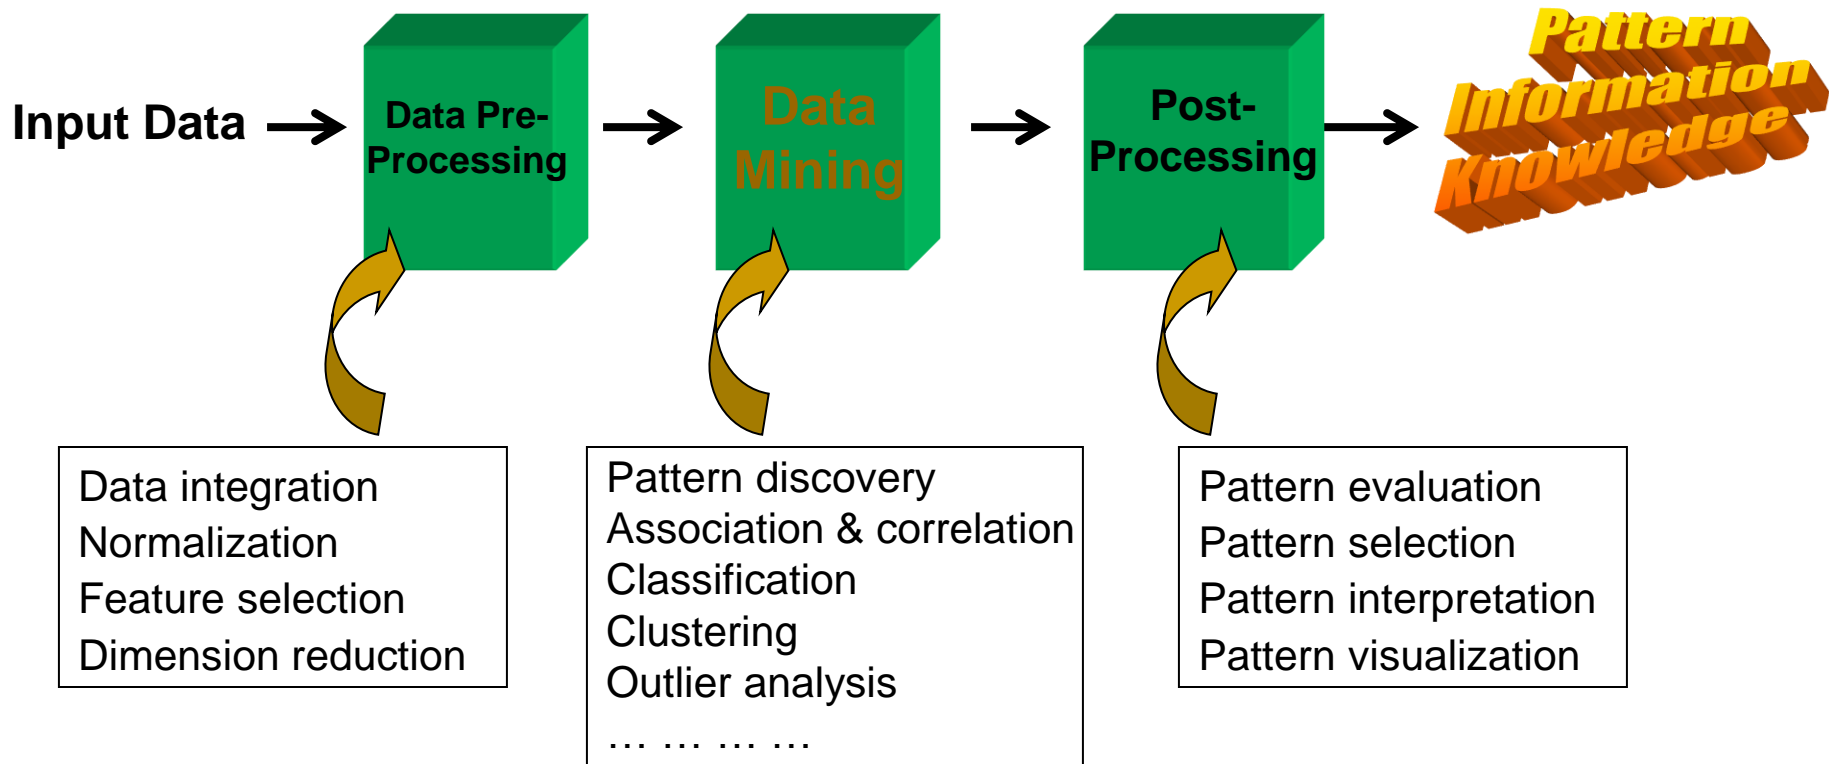 Input Data
Data Pre-
Processing
Data
Mining
Post-
Processing
Pattern
Information
Knowledge
Data integration
Normalization
Feature selection
Dimension reduction
Pattern discovery
Association & correlation
Classification
Clustering
Outlier analysis
… … … …
Pattern evaluation
Pattern selection
Pattern interpretation
Pattern visualization